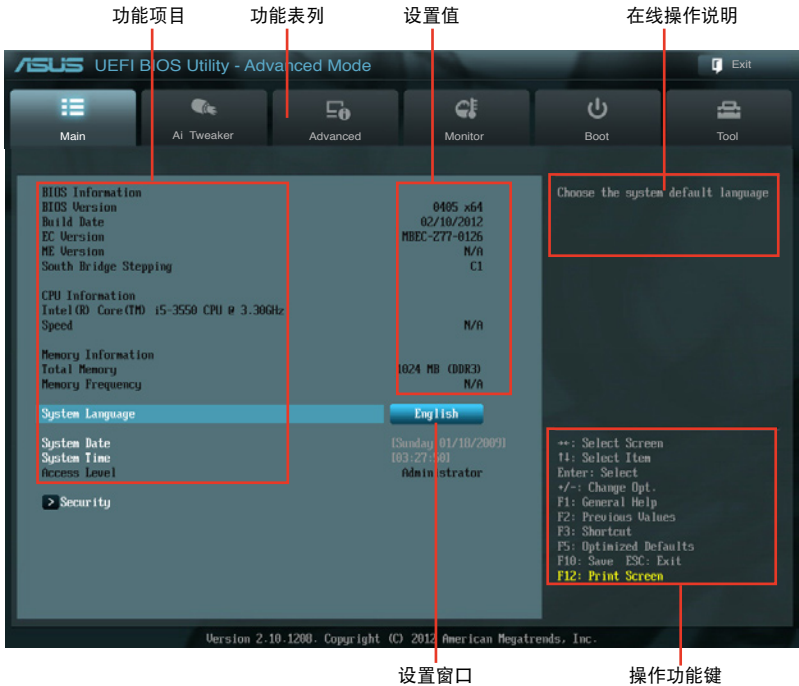 功能项目 功能表列 设置值 在线操作说明
ASUS UEFI BIOS Utility - Advanced Mode Exit
Main Ai Tweaker Advanced Monitor Boot Tool
BIOS Information
BIOS Version 0405 x64
Build Date 02/10/2012
EC Version MBEC-Z77-0126
ME Version N/A
South Bridge Stepping C1
CPU Information
Intel(R) Core(TM) i5-3550 CPU @ 3.30GHz
Speed N/A
Memory Information
Total Memory 1024 MB (DDR3)
Memory Frequency N/A
System Language English
System Date [Sunday 01/18/2009]
System Time [03:27:50]
Access Level Administrator
> Security
Choose the system default language
→←: Select Screen
↑↓: Select Item
Enter: Select
+/-: Change Opt.
F1: General Help
F2: Previous Values
F3: Shortcut
F5: Optimized Defaults
F10: Save ESC: Exit
F12: Print Screen
Version 2.10.1208. Copyright (C) 2012 American Megatrends, Inc.
设置窗口 操作功能键